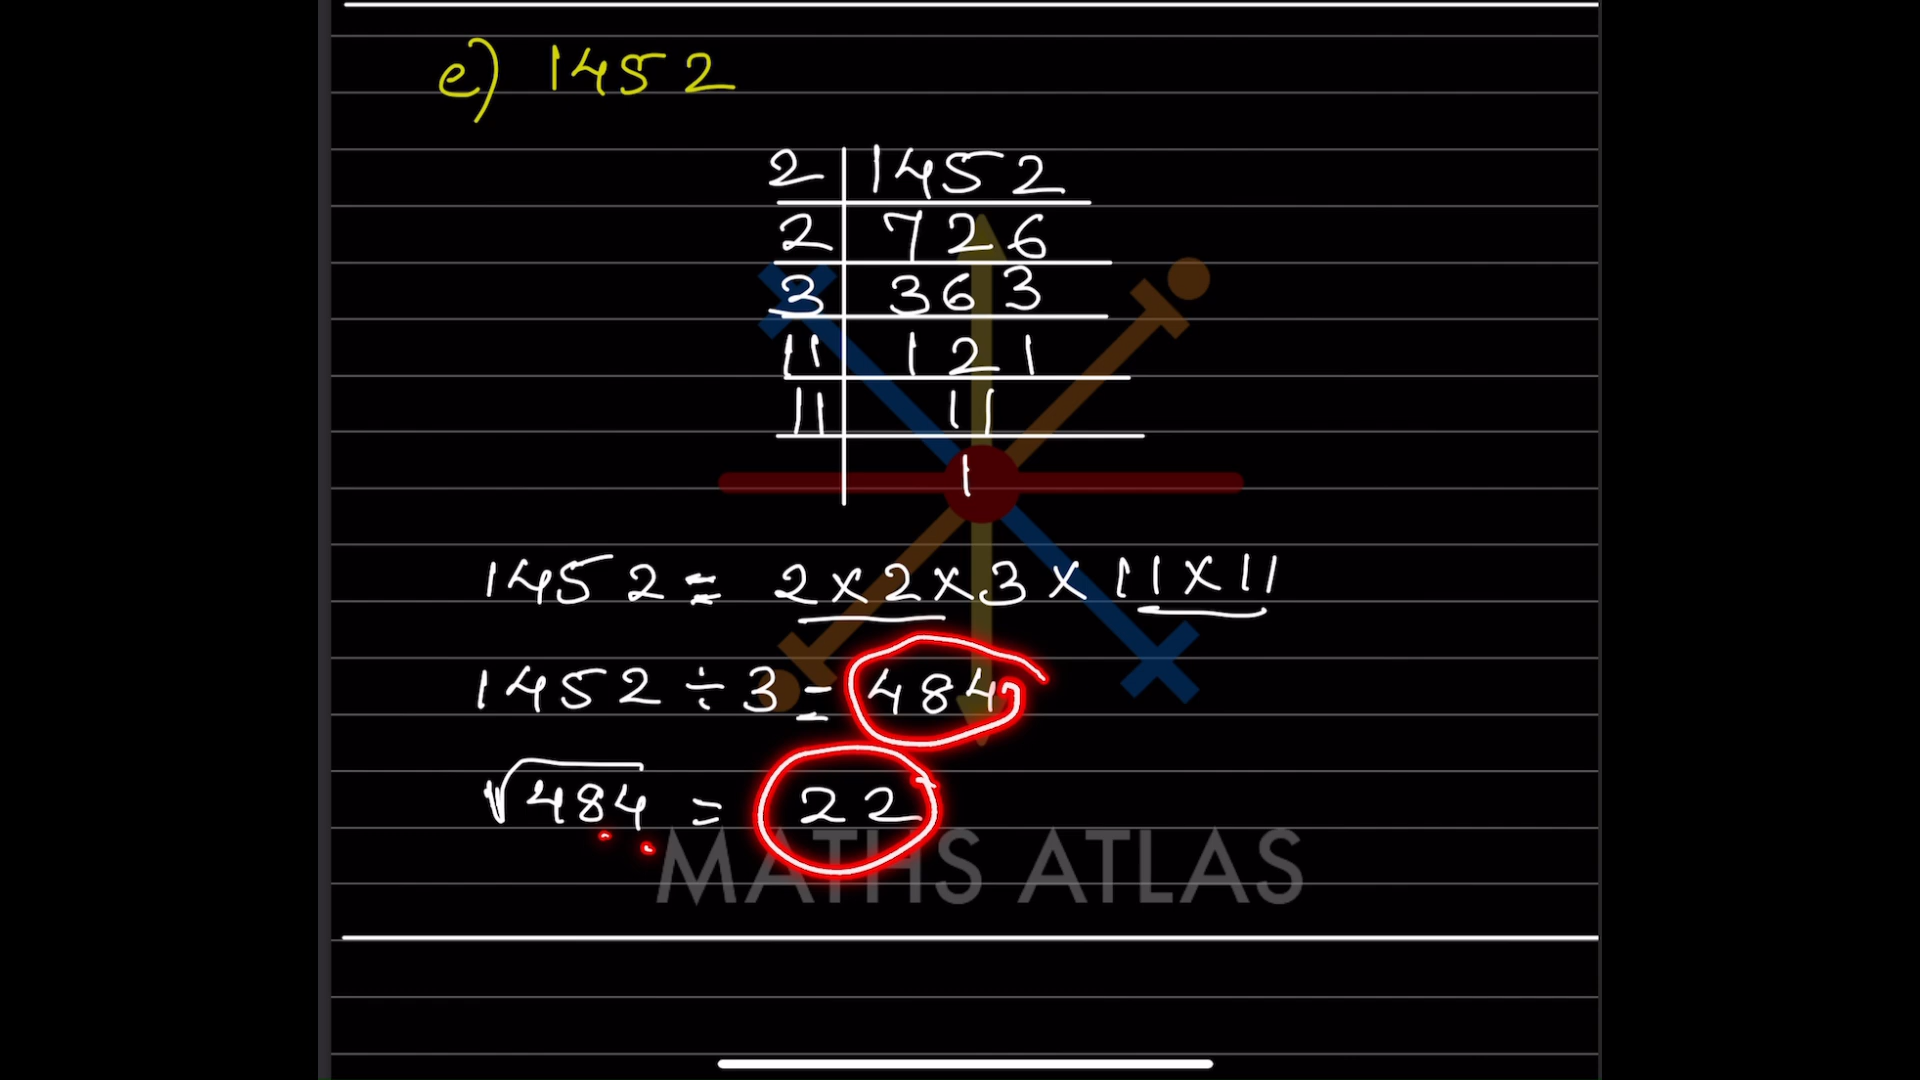 e) 1452
2 | 1452
2 | 726
3 | 363
11 | 121
11 | 11
1
1452 = 2×2×3×11×11
1452 ÷ 3 = 484
√484 = 22
MATHS ATLAS